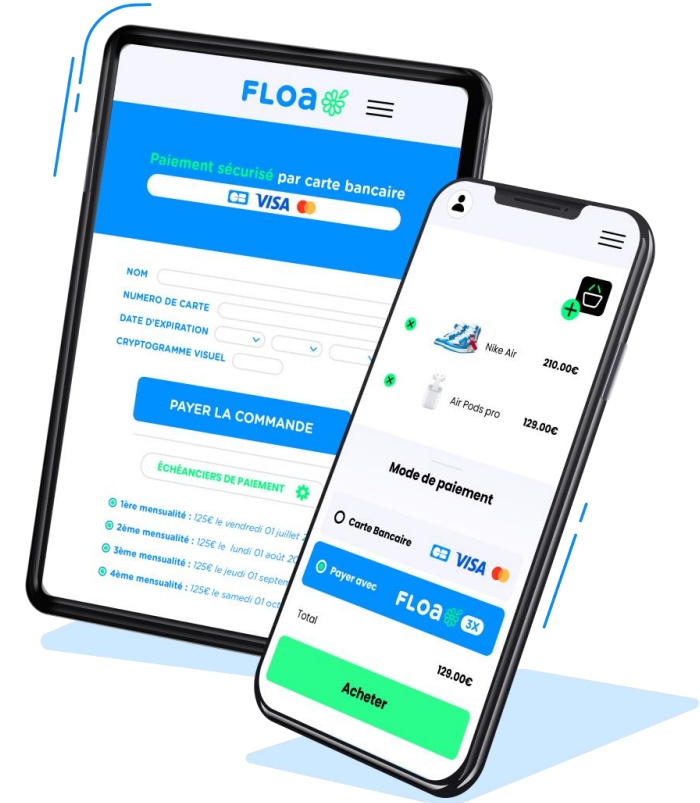 FLOa
Paiement sécurisé par carte bancaire
CB VISA
NOM
NUMERO DE CARTE
DATE D'EXPIRATION
CRYPTOGRAMME VISUEL
PAYER LA COMMANDE
ÉCHÉANCIERS DE PAIEMENT
1ère mensualité : 125€ le vendredi 01 juillet
2ème mensualité : 125€ le lundi 01 août
3ème mensualité : 125€ le jeudi 01
4ème mensualité : 125€ le samedi 01
Nike Air 210.00€
Air Pods pro 129.00€
Mode de paiement
Carte Bancaire CB VISA
Payer avec FLOa 3X
Total
129.00€
Acheter